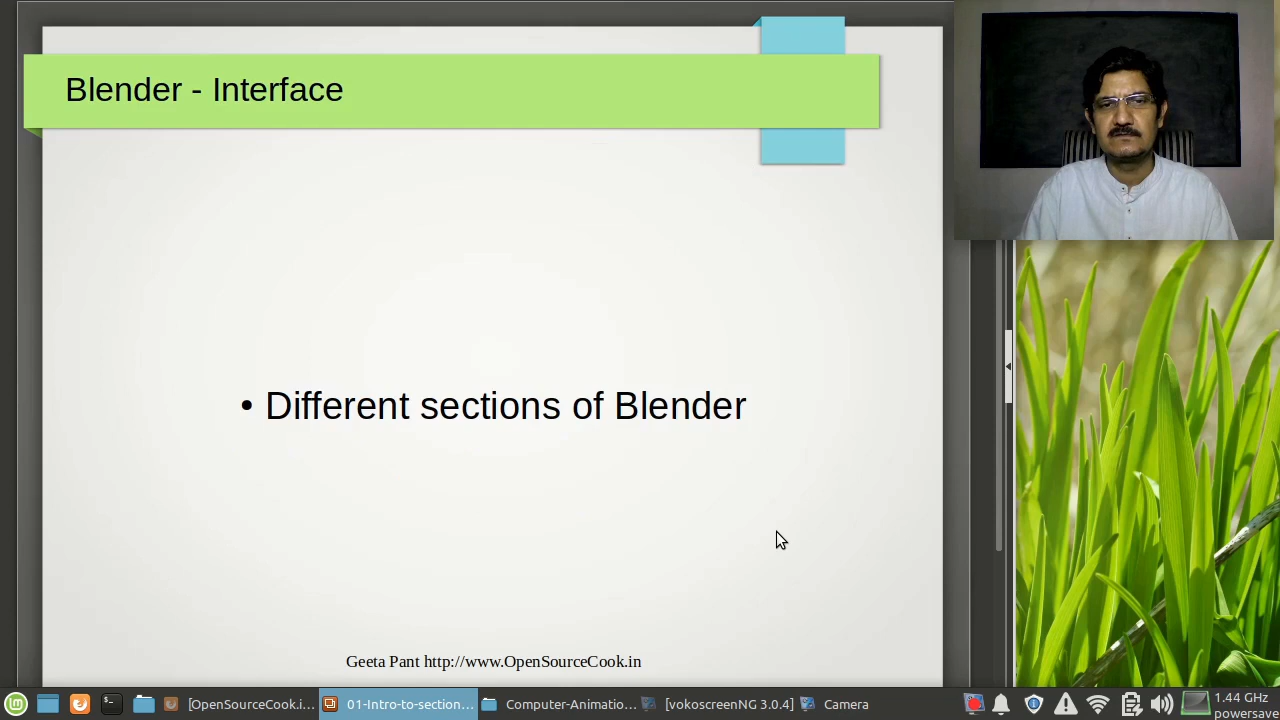 Blender - Interface
• Different sections of Blender
Geeta Pant http://www.OpenSourceCook.in
[OpenSourceCook.i...
01-Intro-to-section...
Computer-Animatio...
[vokoscreenNG 3.0.4]
Camera
1.44 GHz
powersave